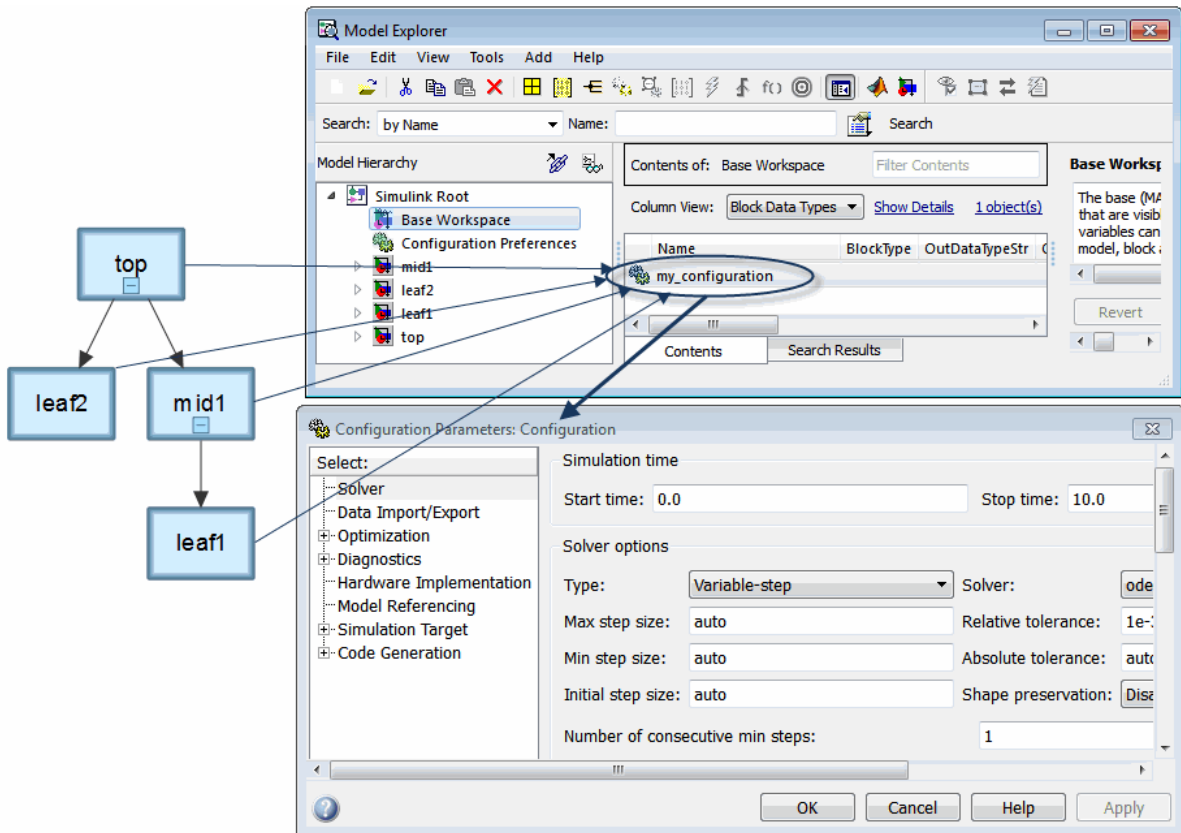 Model Explorer
File Edit View Tools Add Help
Search: by Name Name: Search
Model Hierarchy
Simulink Root
Base Workspace
Configuration Preferences
mid1
leaf2
leaf1
top
Contents of: Base Workspace Filter Contents
Column View: Block Data Types Show Details 1 object(s)
Name BlockType OutDataTypeStr
my_configuration
Contents Search Results
Base Worksp
The base (MA
that are visib
variables can
model, block a
Revert
top
leaf2
mid1
leaf1
Configuration Parameters: Configuration
Select:
Solver
Data Import/Export
Optimization
Diagnostics
Hardware Implementation
Model Referencing
Simulation Target
Code Generation
Simulation time
Start time: 0.0 Stop time: 10.0
Solver options
Type: Variable-step Solver: ode
Max step size: auto Relative tolerance: 1e-
Min step size: auto Absolute tolerance: auto
Initial step size: auto Shape preservation: Disa
Number of consecutive min steps: 1
OK Cancel Help Apply